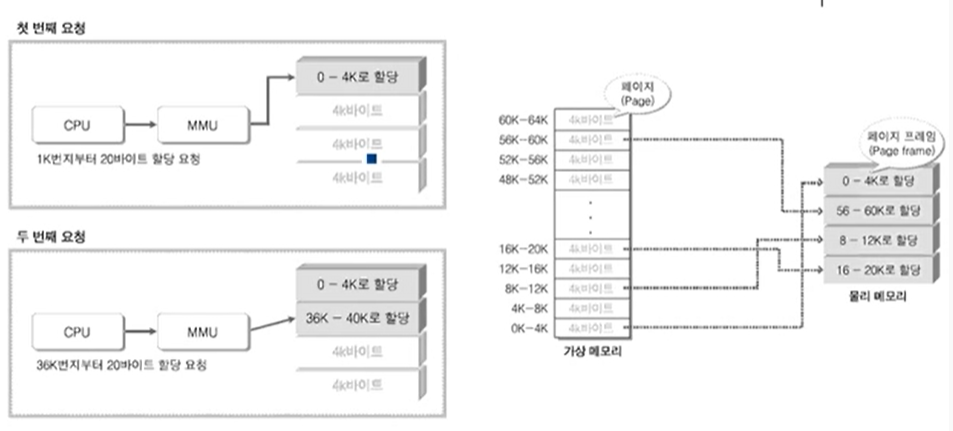 첫 번째 요청
0 – 4K로 할당
4k바이트
4k바이트
4k바이트
CPU
MMU
1K번지부터 20바이트 할당 요청
두 번째 요청
0 – 4K로 할당
36K – 40K로 할당
4k바이트
4k바이트
CPU
MMU
36K번지부터 20바이트 할당 요청
페이지
(Page)
60K–64K 4k바이트
56K–60K 4k바이트
52K–56K 4k바이트
48K–52K 4k바이트
16K–20K 4k바이트
12K–16K 4k바이트
8K–12K 4k바이트
4K–8K 4k바이트
0K–4K 4k바이트
가상 메모리
페이지 프레임
(Page frame)
0 – 4K로 할당
56 – 60K로 할당
8 – 12K로 할당
16 – 20K로 할당
물리 메모리